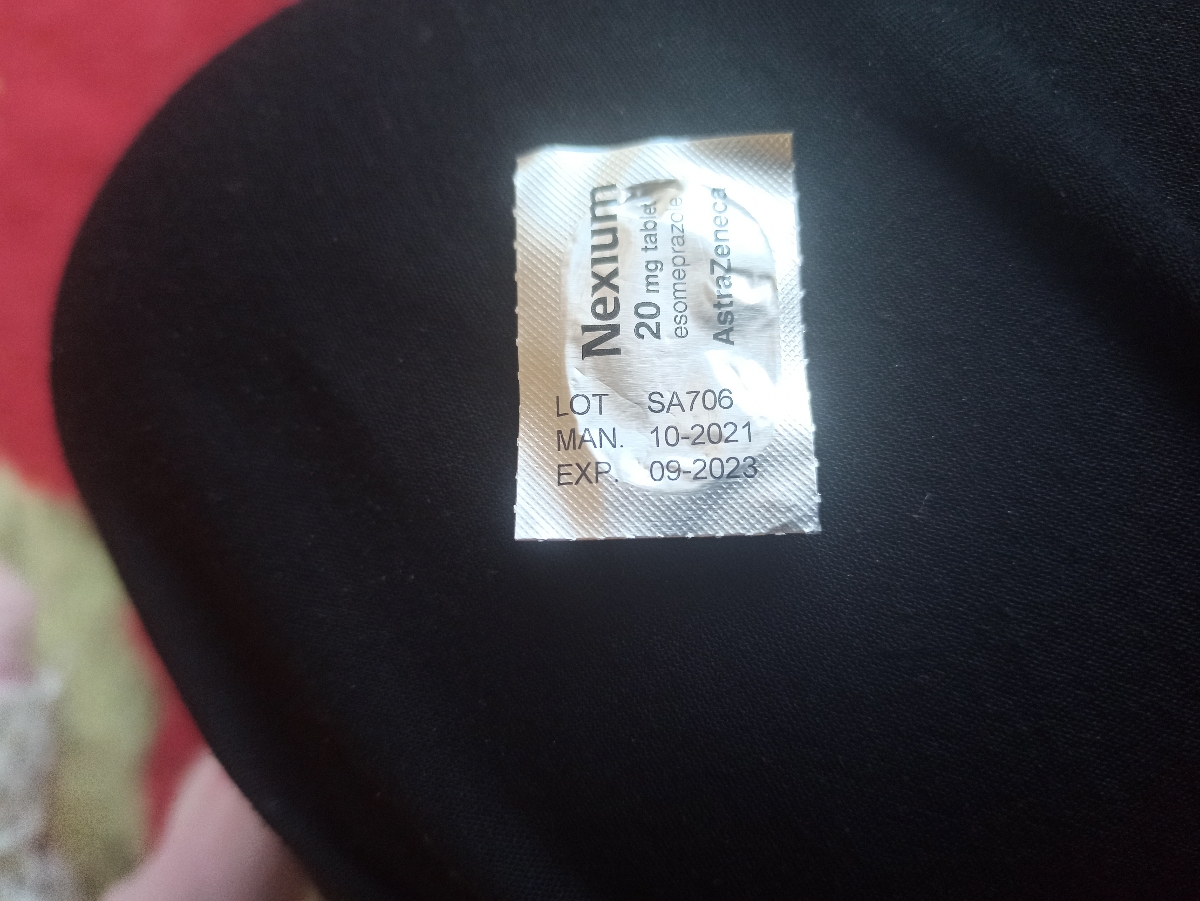 Nexium
20 mg tablet
esomeprazole
AstraZeneca
LOT SA706
MAN. 10-2021
EXP. 09-2023